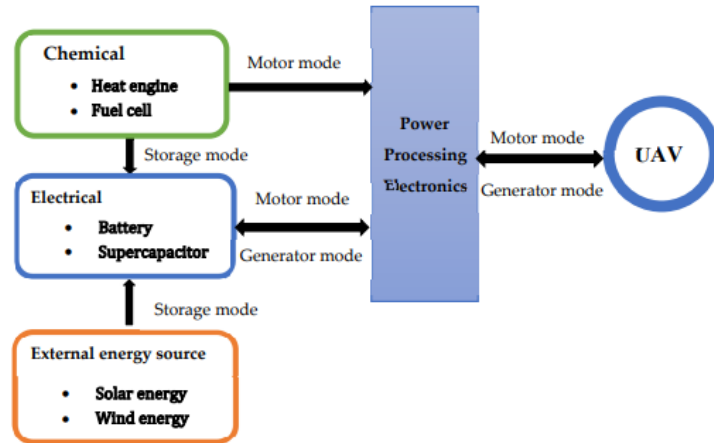 Chemical
• Heat engine
• Fuel cell
Motor mode
Storage mode
Electrical
• Battery
• Supercapacitor
Motor mode
Generator mode
Storage mode
External energy source
• Solar energy
• Wind energy
Power
Processing
Electronics
Motor mode
Generator mode
UAV